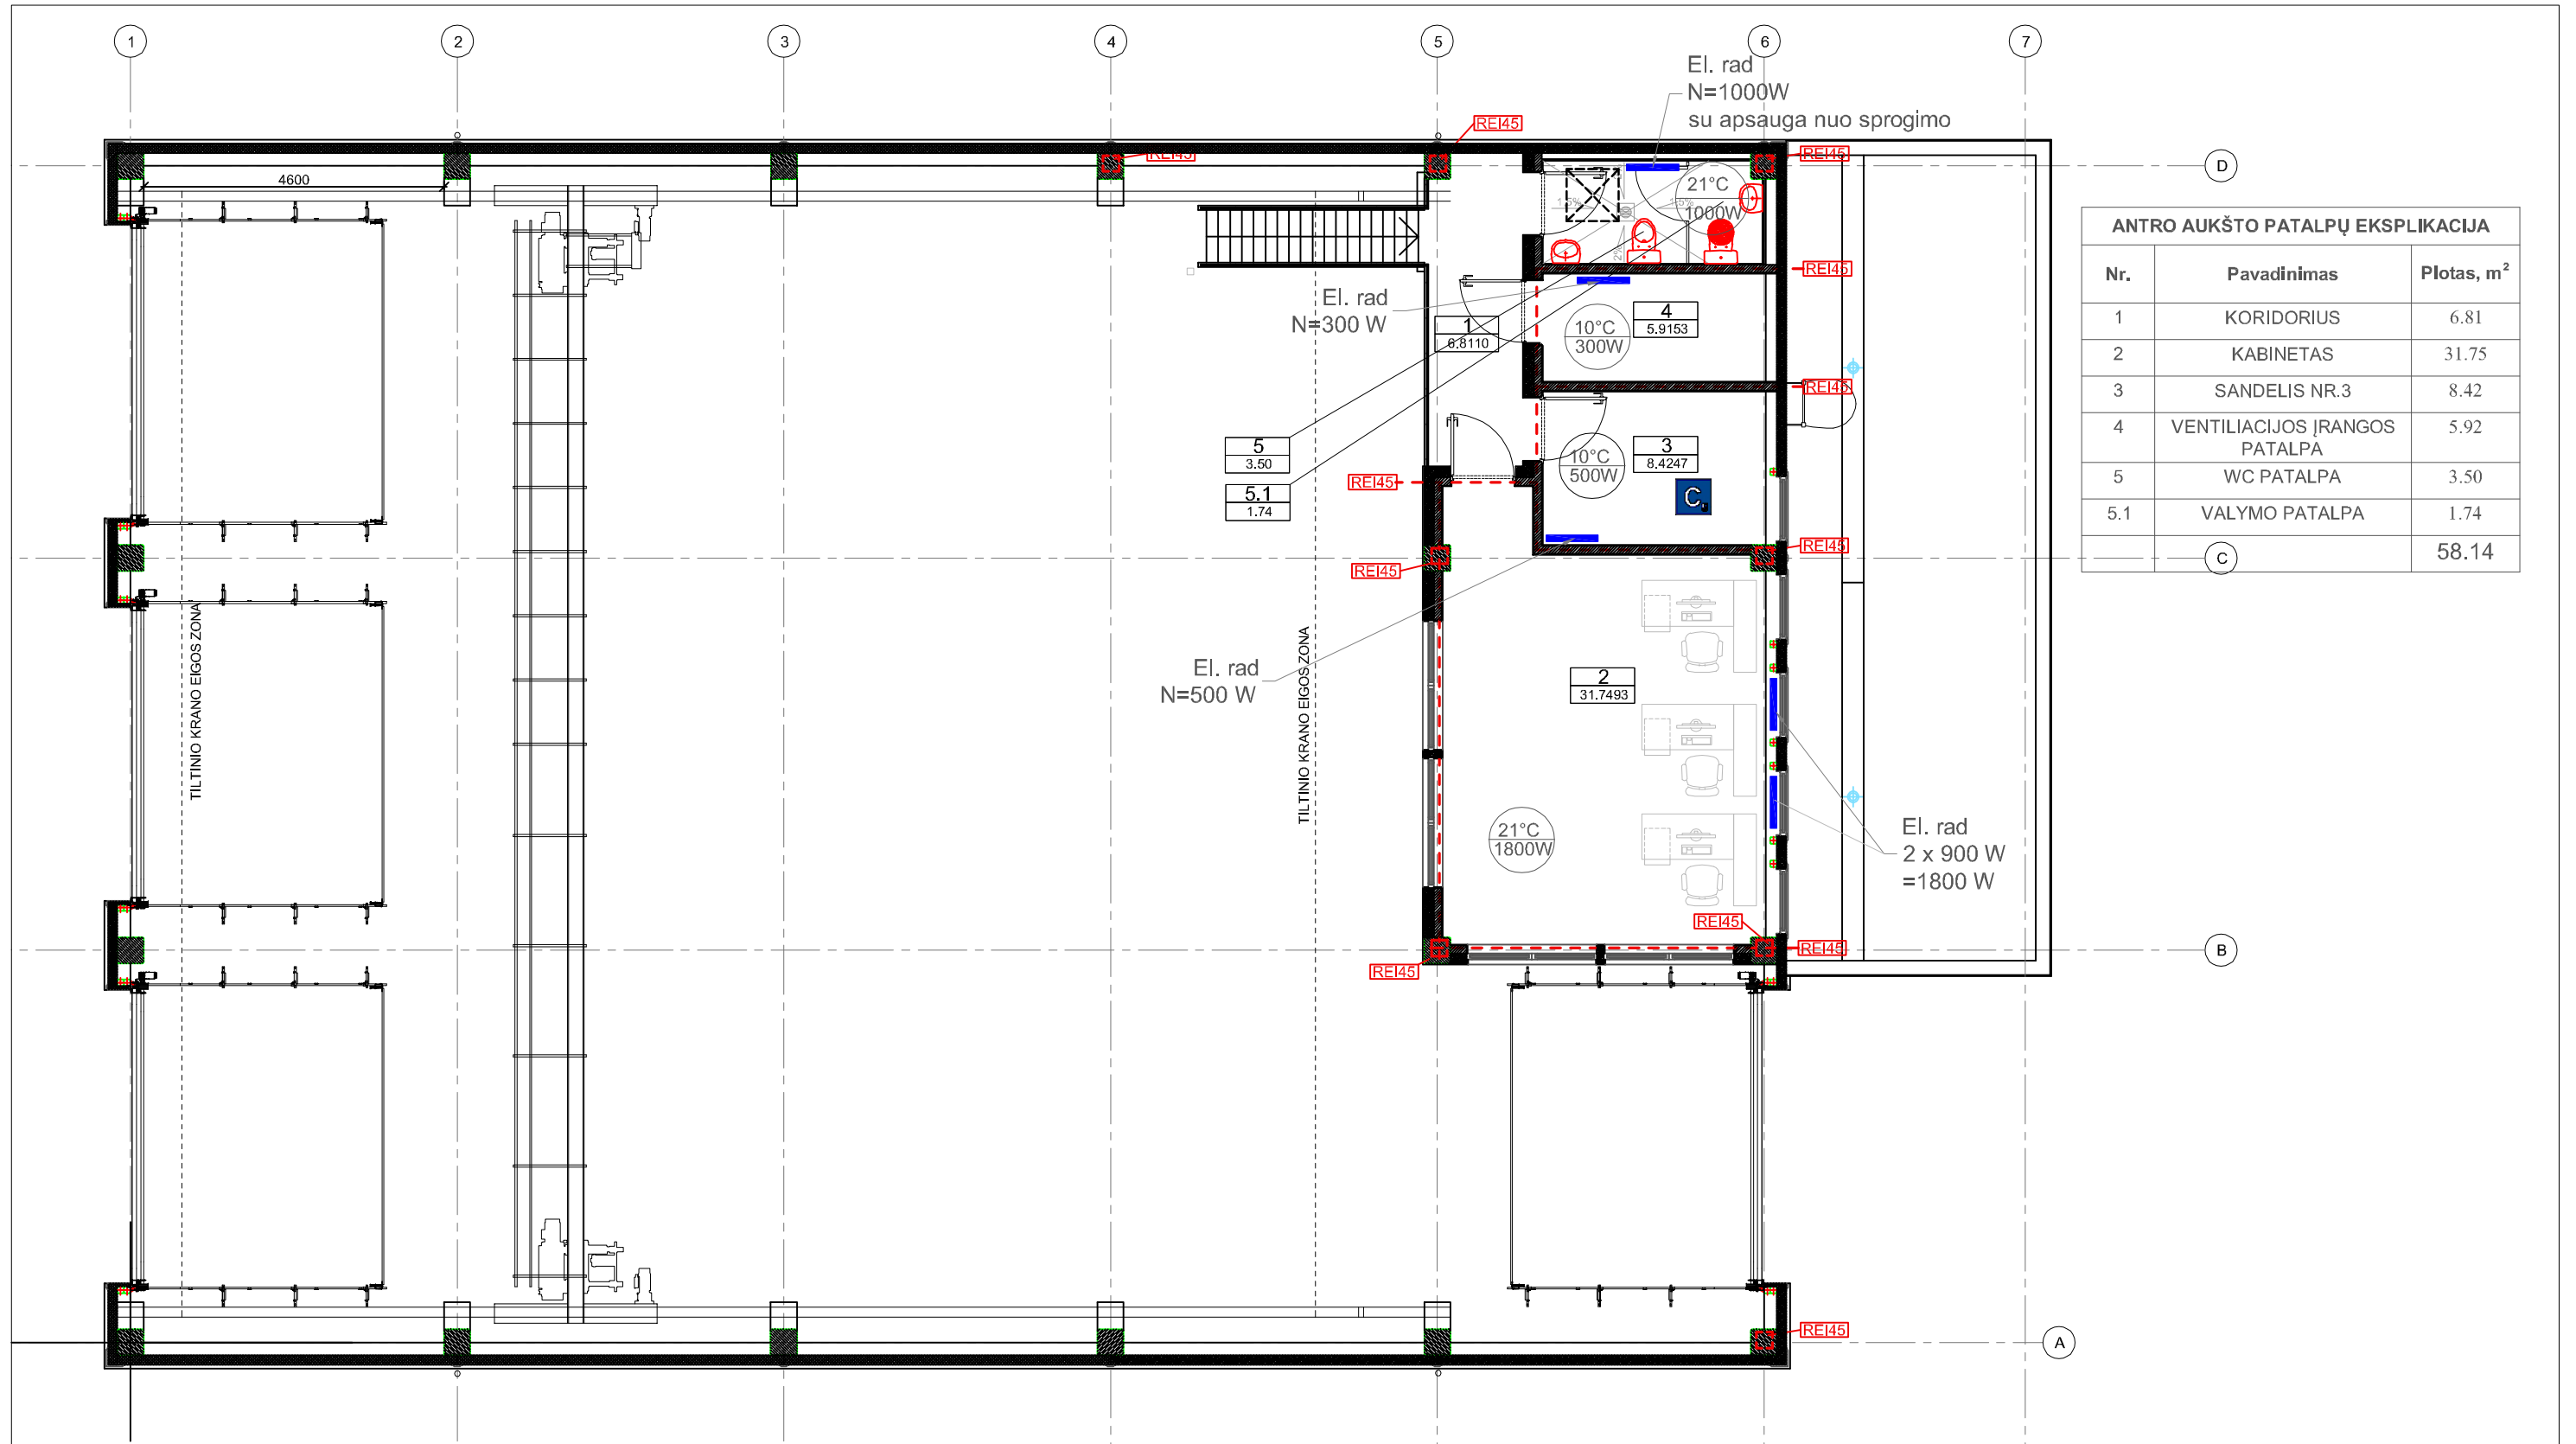 1
2
3
4
5
6
7
El. rad
N=1000W
su apsauga nuo sprogimo
REI45
REI45
REI45
D
4600
21°C
1000W
1.5%
1.5%
2%
ANTRO AUKŠTO PATALPŲ EKSPLIKACIJA
Nr. Pavadinimas Plotas, m²
1 KORIDORIUS 6.81
2 KABINETAS 31.75
3 SANDELIS NR.3 8.42
4 VENTILIACIJOS ĮRANGOS
PATALPA 5.92
5 WC PATALPA 3.50
5.1 VALYMO PATALPA 1.74
58.14
REI45
El. rad
N=300 W
1
6.8110
10°C
300W
4
5.9153
REI45
5
3.50
5.1
1.74
10°C
500W
3
8.4247
C
REI45
REI45
REI45
C
TILTINIO KRANO EIGOS ZONA
TILTINIO KRANO EIGOS ZONA
El. rad
N=500 W
2
31.7493
21°C
1800W
El. rad
2 x 900 W
=1800 W
REI45
REI45
REI45
B
REI45
A